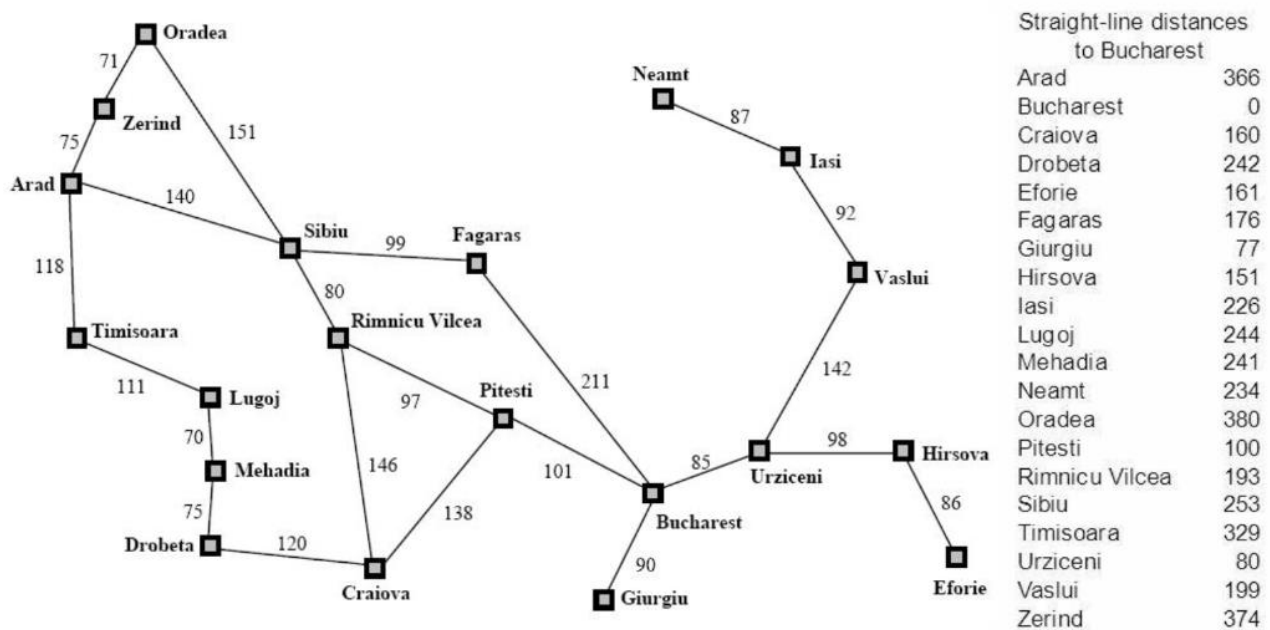 Oradea
71
Neamt
Zerind
87
75
151
Iasi
Arad
140
92
Sibiu
Fagaras
99
118
Vaslui
80
Timisoara
Rimnicu Vilcea
142
111
Lugoj
Pitesti
211
97
70
98
Hirsova
Mehadia
146
101
85
Urziceni
86
75
138
Bucharest
Drobeta
120
90
Craiova
Giurgiu
Eforie
Straight-line distances
to Bucharest
Arad 366
Bucharest 0
Craiova 160
Drobeta 242
Eforie 161
Fagaras 176
Giurgiu 77
Hirsova 151
Iasi 226
Lugoj 244
Mehadia 241
Neamt 234
Oradea 380
Pitesti 100
Rimnicu Vilcea 193
Sibiu 253
Timisoara 329
Urziceni 80
Vaslui 199
Zerind 374